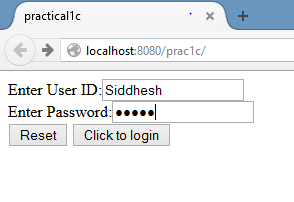 practical1c
localhost:8080/prac1c/
Enter User ID: Siddhesh
Enter Password: ●●●●●
Reset Click to login